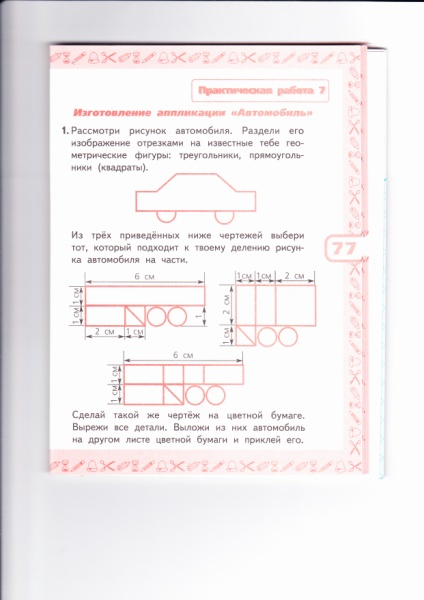 Практическая работа 7
Изготовление аппликации «Автомобиль»
1. Рассмотри рисунок автомобиля. Раздели его
изображение отрезками на известные тебе гео-
метрические фигуры: треугольники, прямоуголь-
ники (квадраты).
Из трёх приведённых ниже чертежей выбери
тот, который подходит к твоему делению рисун-
ка автомобиля на части.
77
6 см
1 см
1 см
1
2 см
1 см
1 см
1 см
2 см
2 см
1 см
6 см
1 см
1 см
Сделай такой же чертёж на цветной бумаге.
Вырежи все детали. Выложи из них автомобиль
на другом листе цветной бумаги и приклей его.